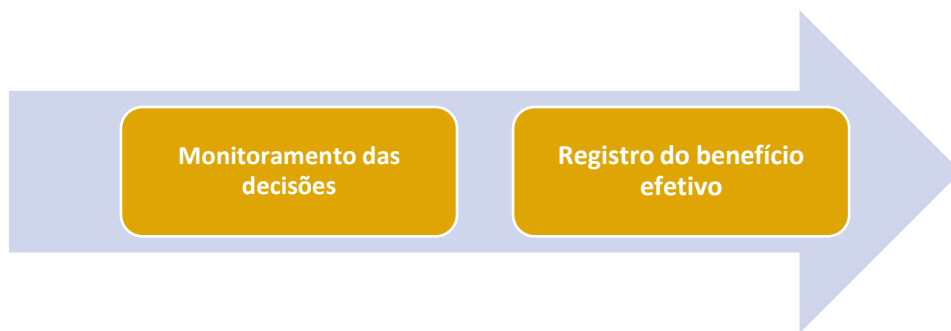 Monitoramento das
decisões
Registro do benefício
efetivo